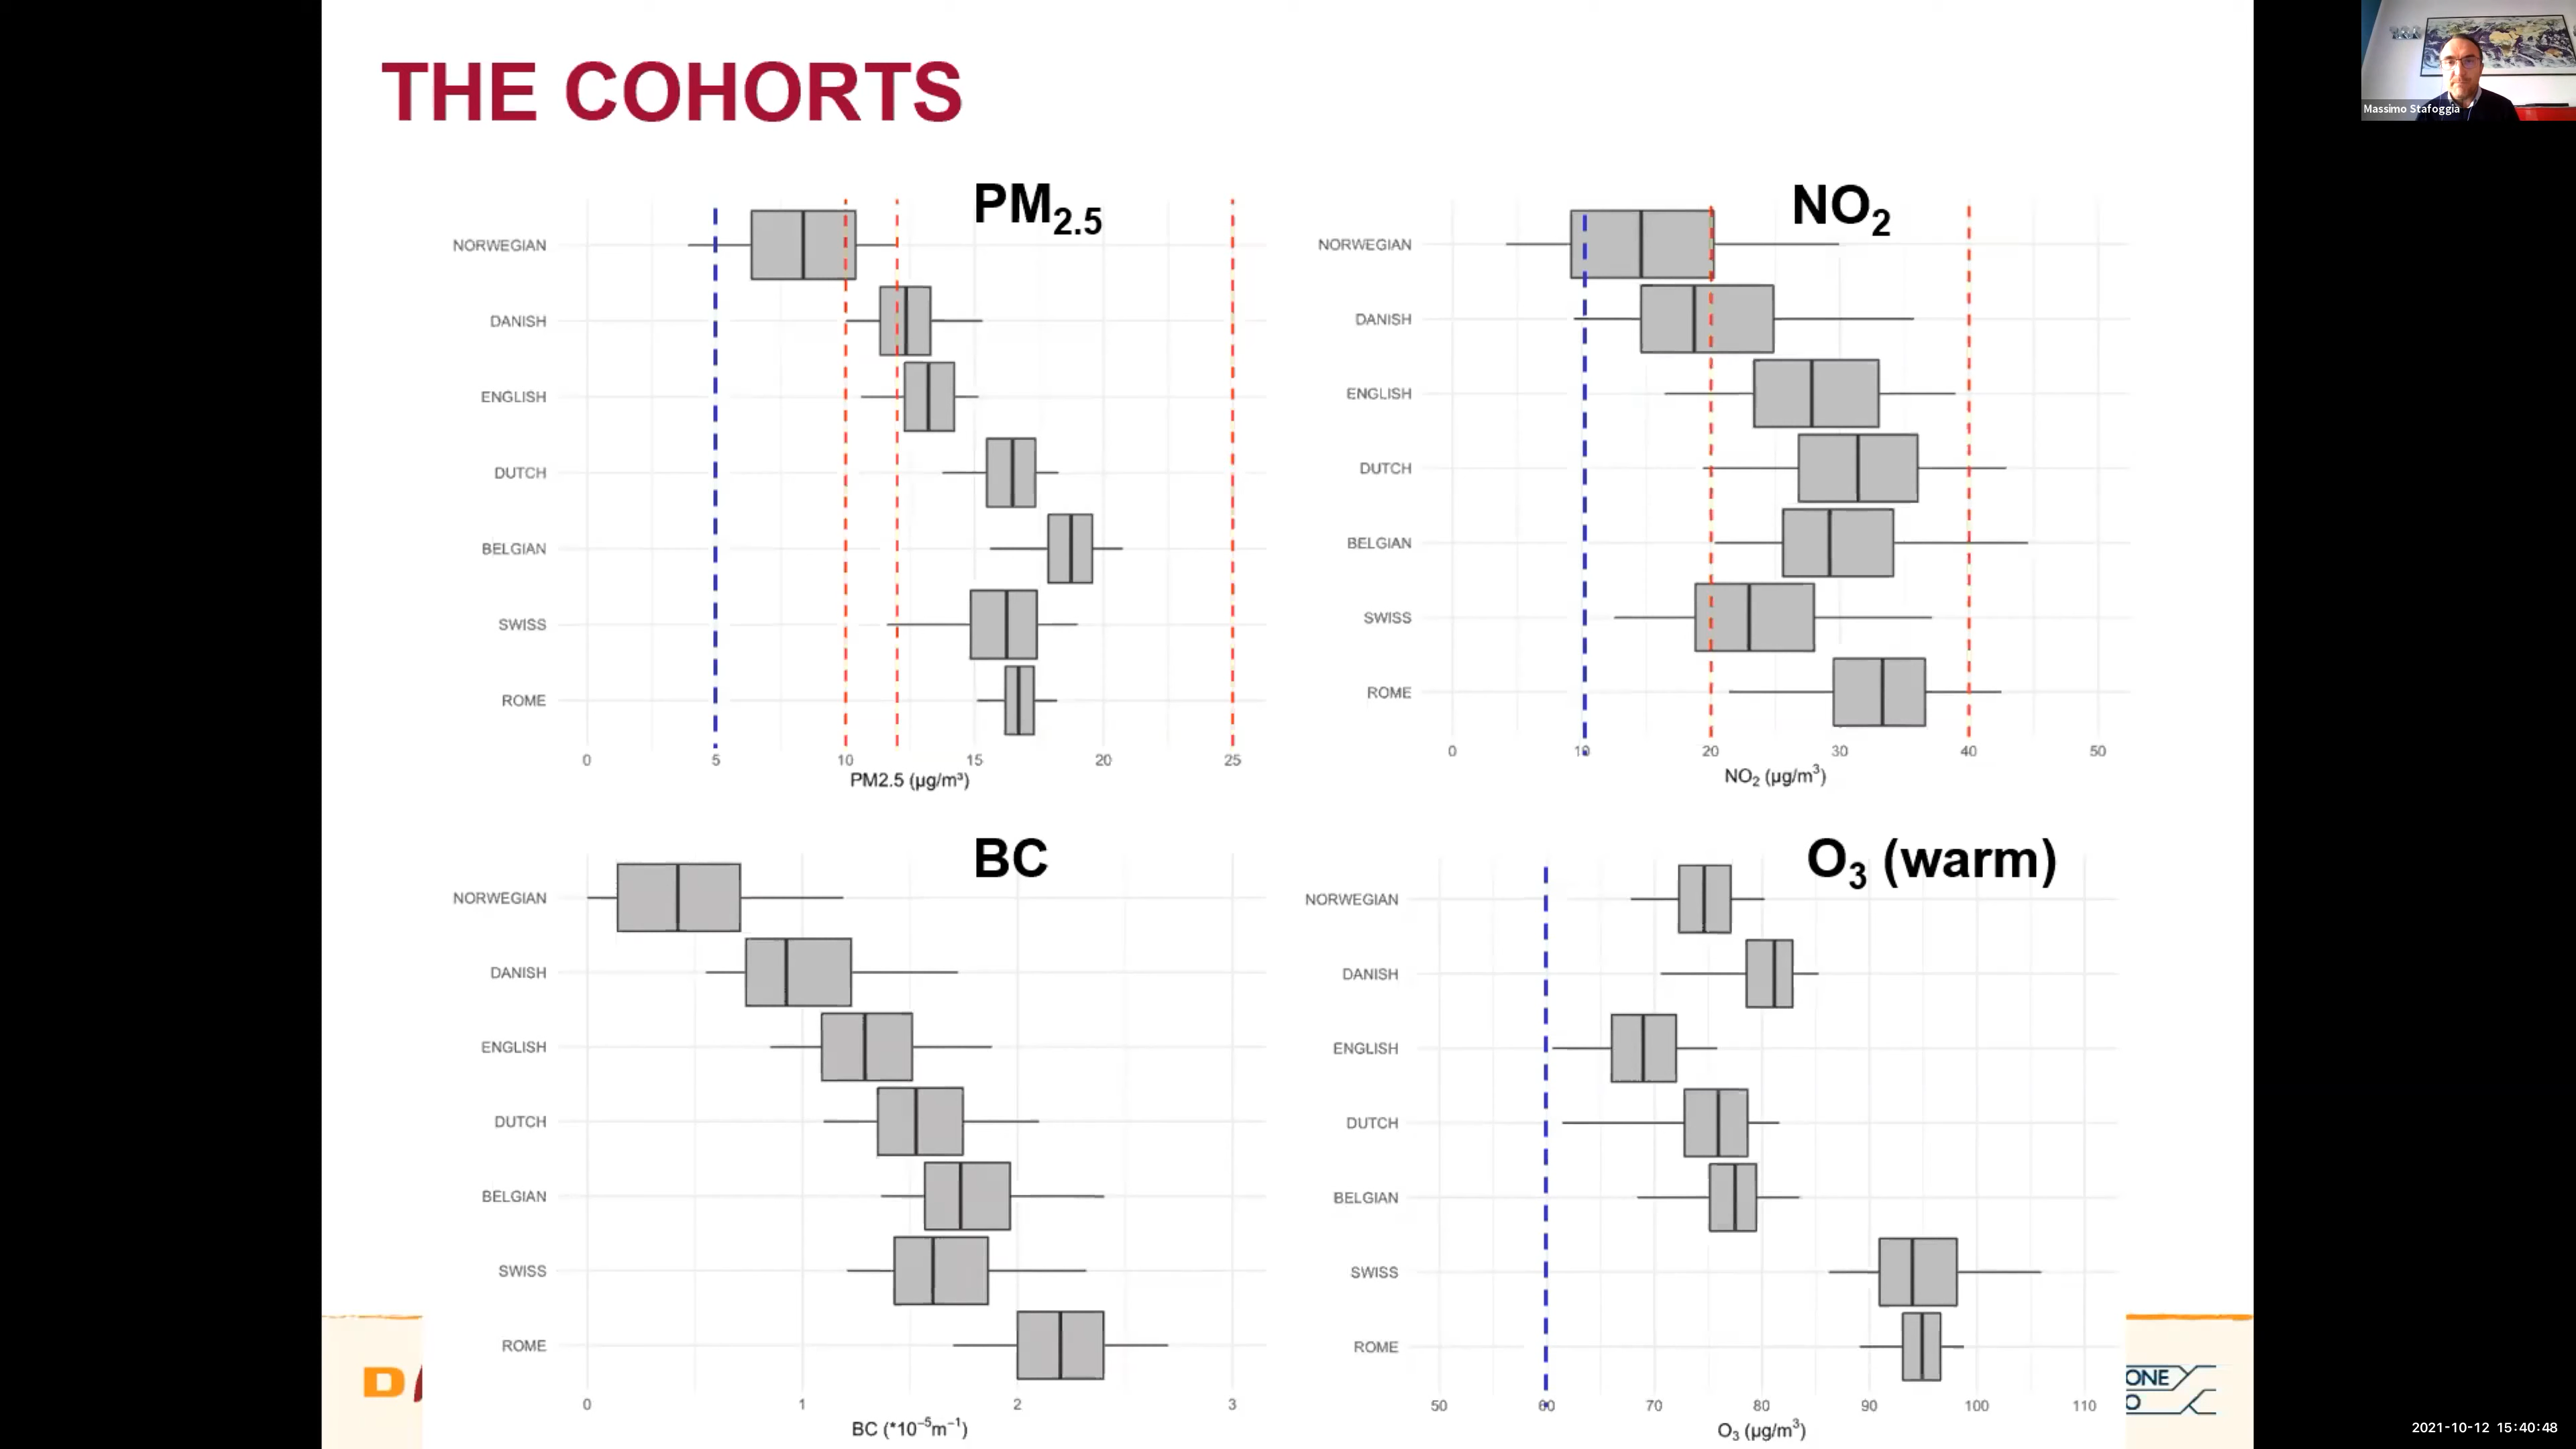 THE COHORTS
Massimo Stafoggia
PM2.5
NORWEGIAN
DANISH
ENGLISH
DUTCH
BELGIAN
SWISS
ROME
0 5 10 15 20 25
PM2.5 (µg/m³)
NO2
NORWEGIAN
DANISH
ENGLISH
DUTCH
BELGIAN
SWISS
ROME
0 10 20 30 40 50
NO2 (µg/m3)
BC
NORWEGIAN
DANISH
ENGLISH
DUTCH
BELGIAN
SWISS
ROME
0 1 2 3
BC (*10−5m−1)
O3 (warm)
NORWEGIAN
DANISH
ENGLISH
DUTCH
BELGIAN
SWISS
ROME
50 60 70 80 90 100 110
O3 (µg/m3)
D
ONE
O
2021-10-12 15:40:48